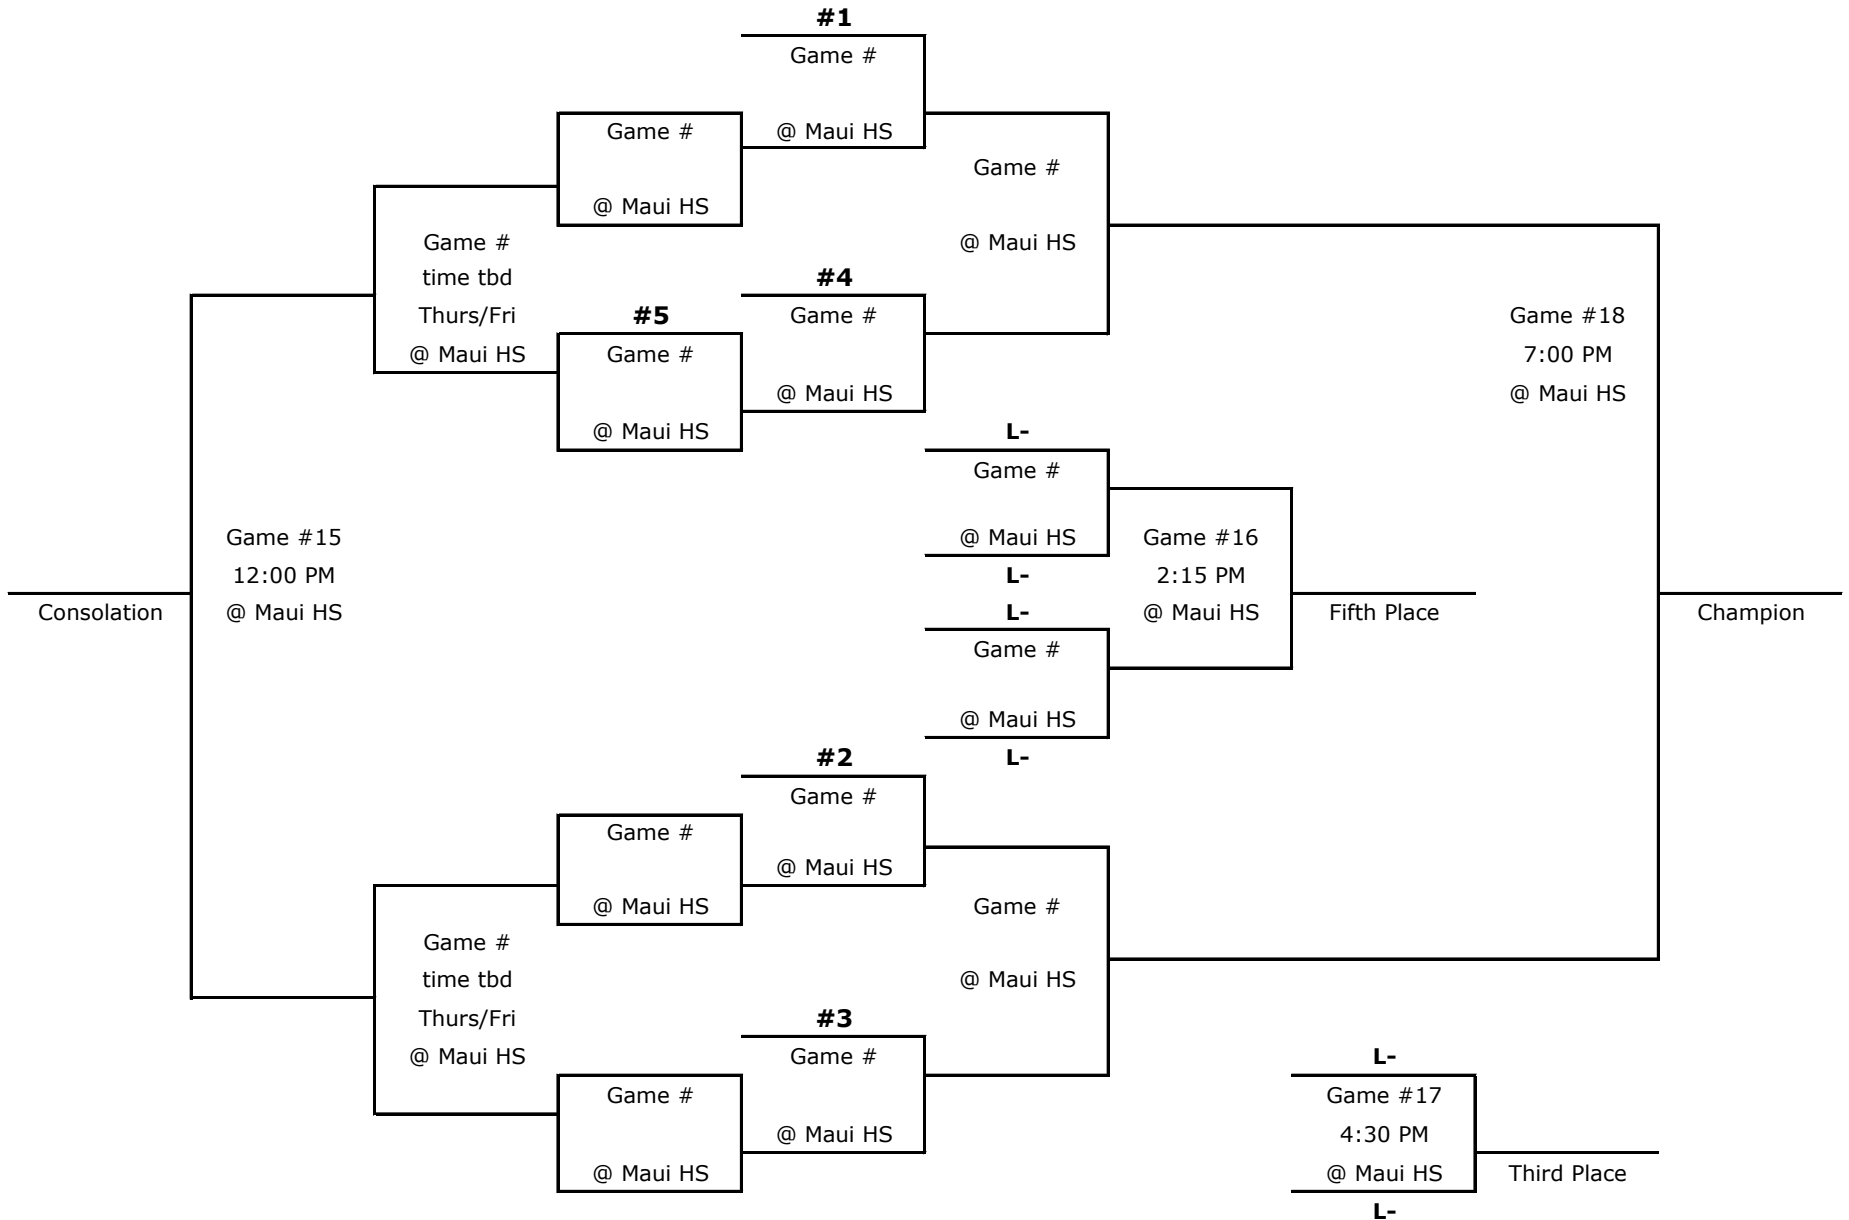 #1
Game #
@ Maui HS
Game #
@ Maui HS
Game #
@ Maui HS
Game #
time tbd
Thurs/Fri
@ Maui HS
#4
Game #
@ Maui HS
#5
Game #
@ Maui HS
Game #18
7:00 PM
@ Maui HS
L-
Game #
@ Maui HS
L-
Game #15
12:00 PM
@ Maui HS
Consolation
Game #16
2:15 PM
@ Maui HS
Fifth Place
Champion
L-
Game #
@ Maui HS
L-
#2
Game #
@ Maui HS
Game #
@ Maui HS
Game #
@ Maui HS
Game #
time tbd
Thurs/Fri
@ Maui HS
#3
Game #
@ Maui HS
Game #
@ Maui HS
L-
Game #17
4:30 PM
@ Maui HS
Third Place
L-